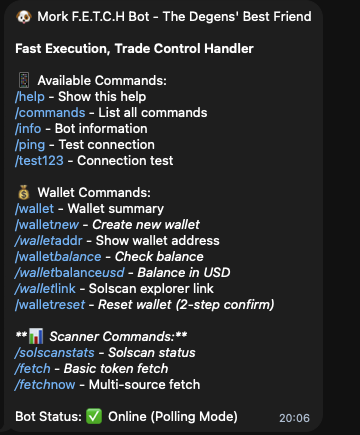 🐶 Mork F.E.T.C.H Bot - The Degens' Best Friend
Fast Execution, Trade Control Handler
🗄 Available Commands:
/help - Show this help
/commands - List all commands
/info - Bot information
/ping - Test connection
/test123 - Connection test
💰 Wallet Commands:
/wallet - Wallet summary
/walletnew - Create new wallet
/walletaddr - Show wallet address
/walletbalance - Check balance
/walletbalanceusd - Balance in USD
/walletlink - Solscan explorer link
/walletreset - Reset wallet (2-step confirm)
**📊 Scanner Commands:**
/solscanstats - Solscan status
/fetch - Basic token fetch
/fetchnow - Multi-source fetch
Bot Status: ✅ Online (Polling Mode) 20:06